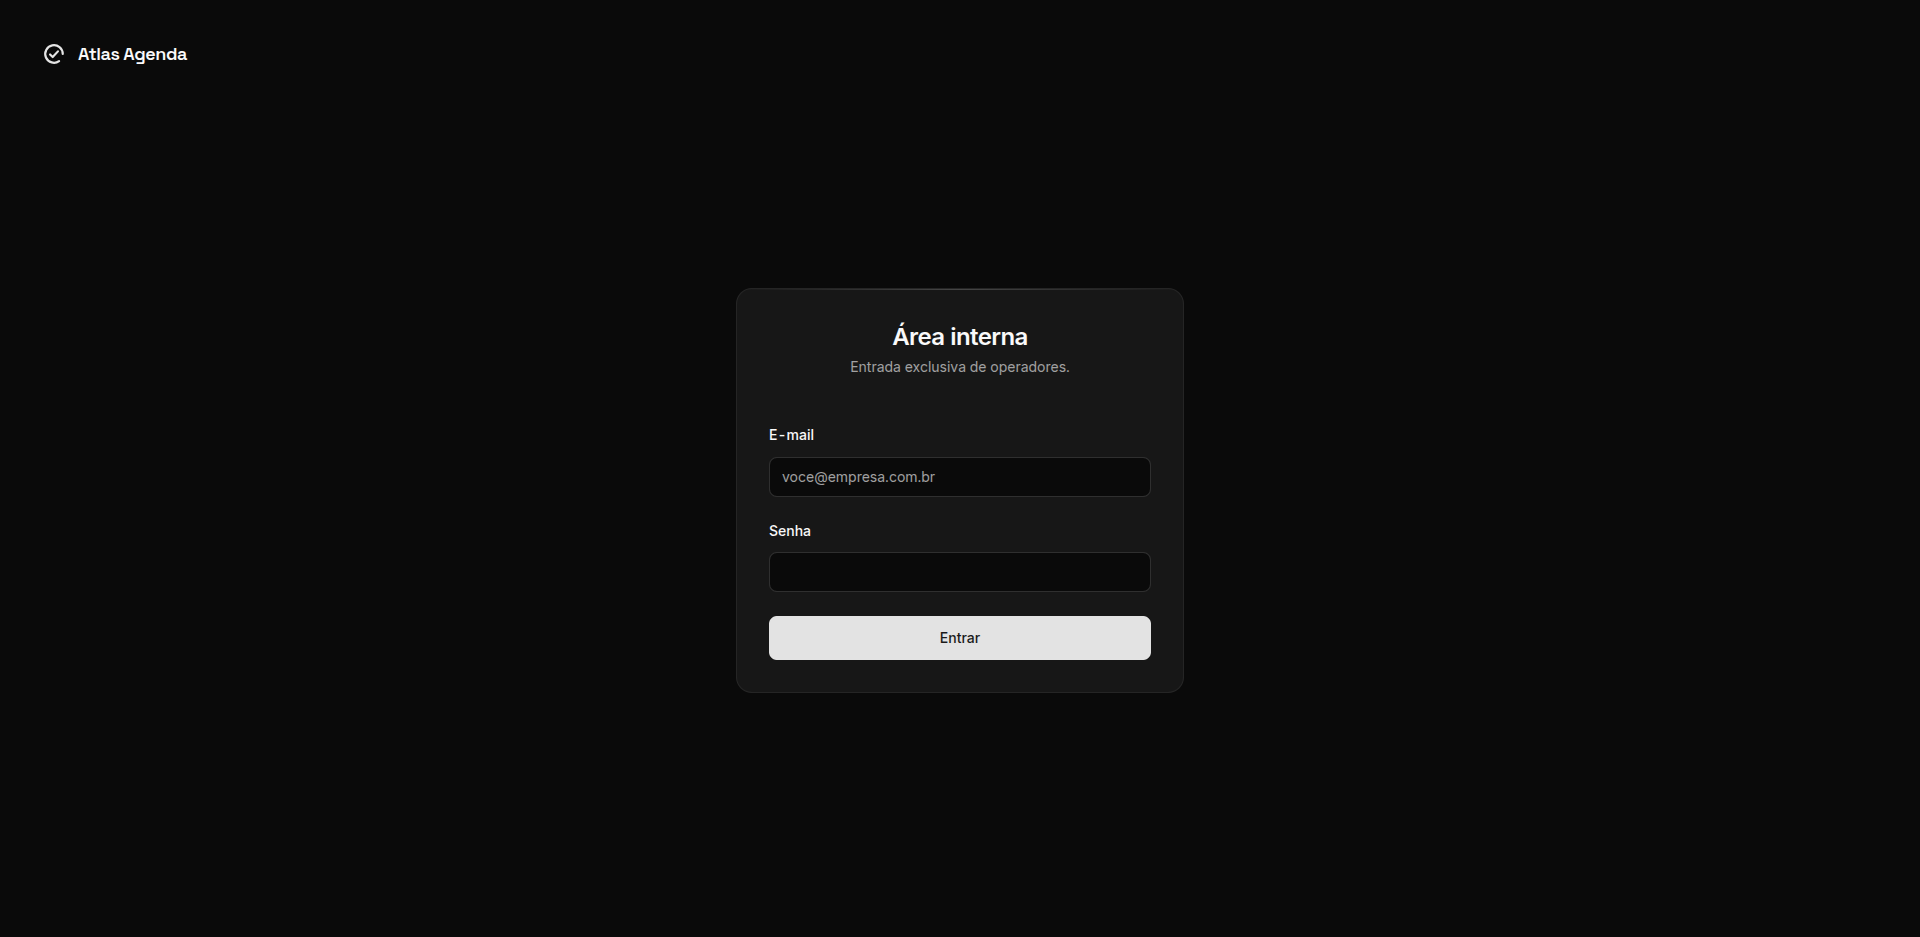 Atlas Agenda
Área interna
Entrada exclusiva de operadores.
E-mail
voce@empresa.com.br
Senha
Entrar